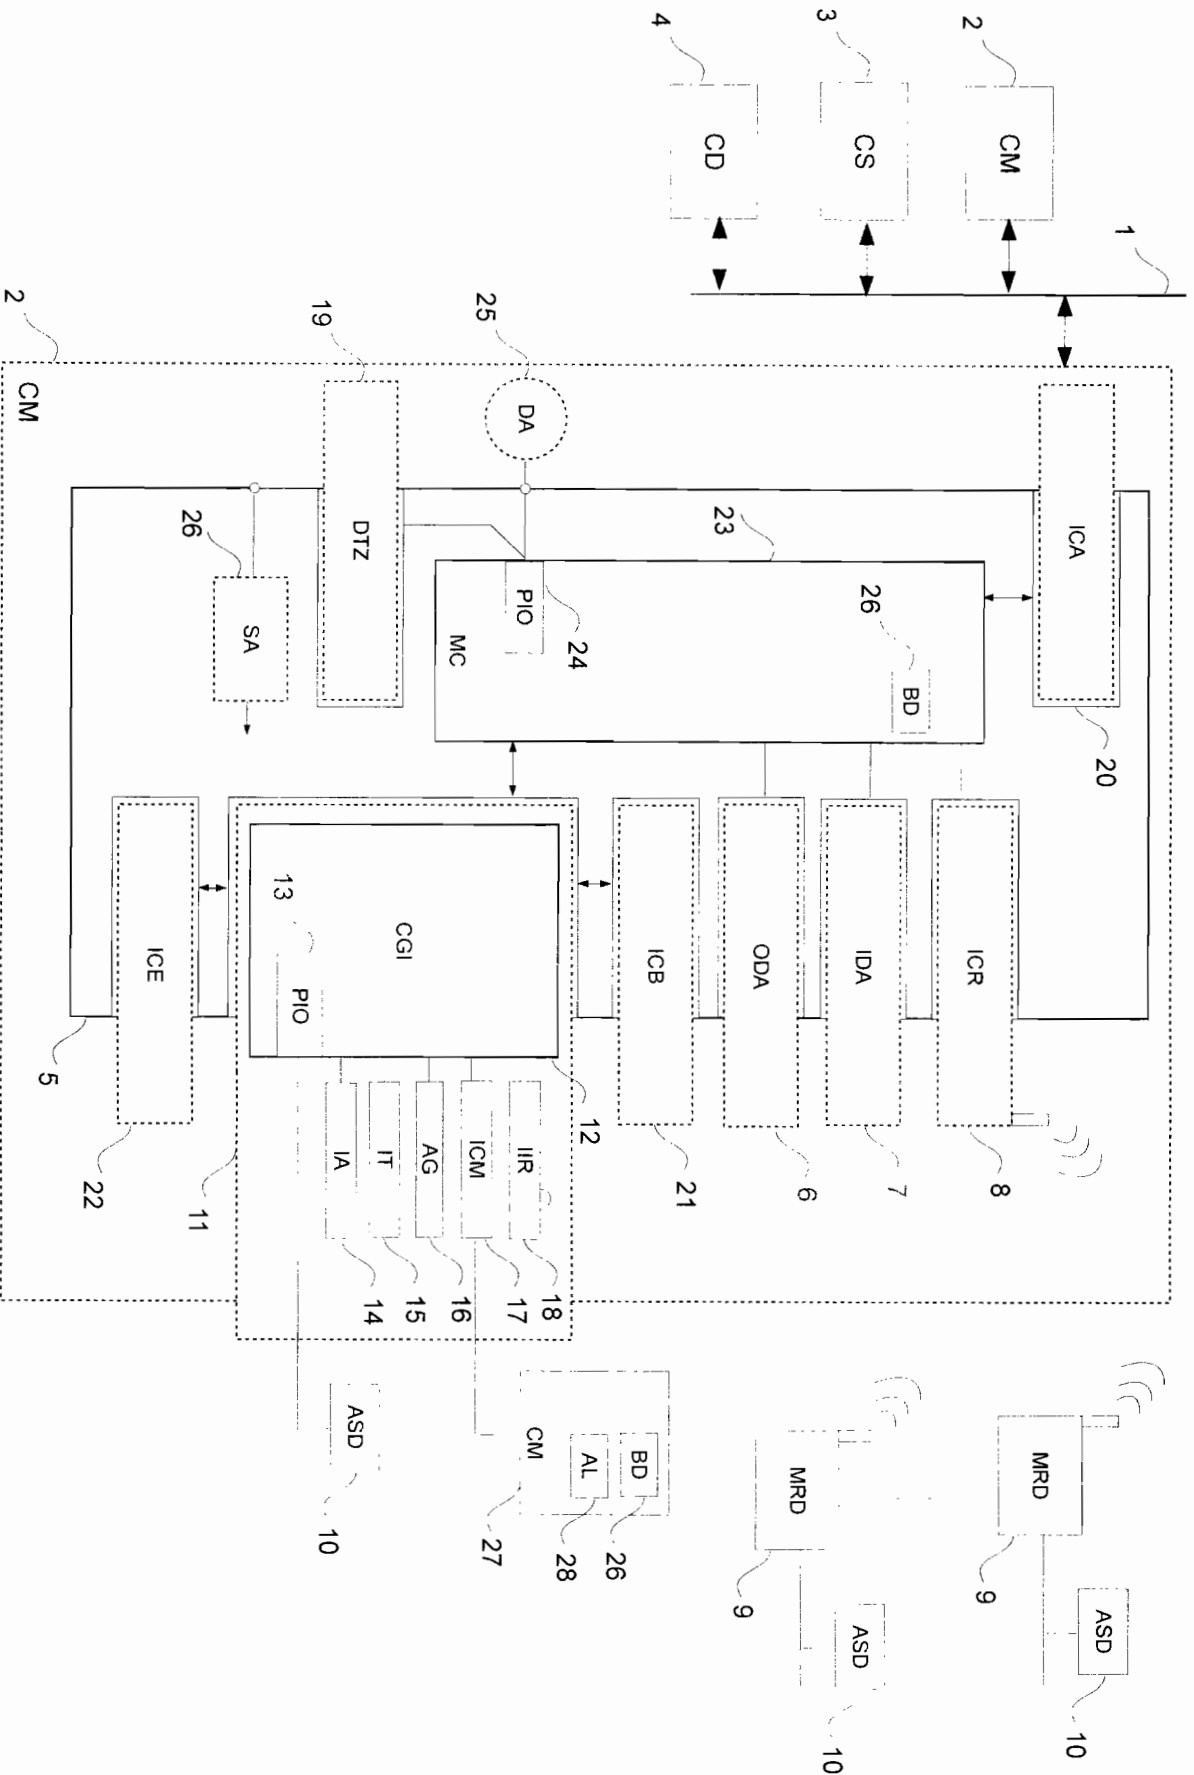 1
20
ICA
ASD
10
MRD
CM
8
9
2
ICR
BD
7
26
CS
IDA
ASD
10
3
6
MRD
ODA
9
23
CD
21
4
ICB
BD
26
12
AL
24
28
18
CM
DA
PIO
IIR
17
27
25
ICM
16
MC
AG
15
CGI
IT
14
DTZ
ASD
IA
10
19
PIO
13
SA
11
26
ICE
22
5
CM
2